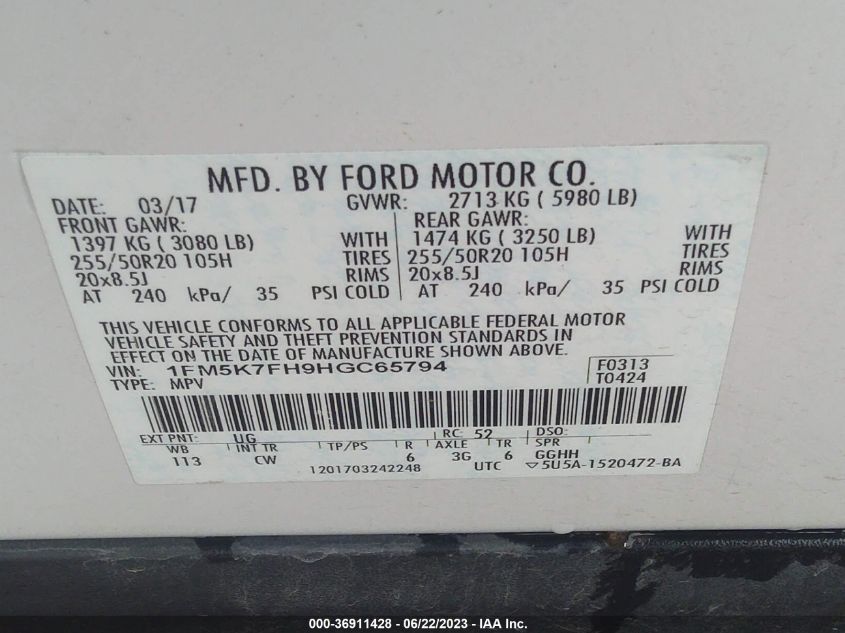 MFD. BY FORD MOTOR CO.
DATE: 03/17 GVWR: 2713 KG ( 5980 LB)
FRONT GAWR: REAR GAWR:
1397 KG ( 3080 LB) WITH 1474 KG ( 3250 LB) WITH
255/50R20 105H TIRES 255/50R20 105H TIRES
20x8.5J RIMS 20x8.5J RIMS
AT 240 kPa/ 35 PSI COLD AT 240 kPa/ 35 PSI COLD
THIS VEHICLE CONFORMS TO ALL APPLICABLE FEDERAL MOTOR
VEHICLE SAFETY AND THEFT PREVENTION STANDARDS IN
EFFECT ON THE DATE OF MANUFACTURE SHOWN ABOVE.
VIN: 1FM5K7FH9HGC65794 F0313
TYPE: MPV T0424
EXT PNT: UG RC: 52 DSO:
WB INT TR TP/PS R AXLE TR SPR
113 CW 6 3G 6 GGHH
1201703242248 UTC ▽5U5A-1520472-BA
000-36911428 - 06/22/2023 - IAA Inc.